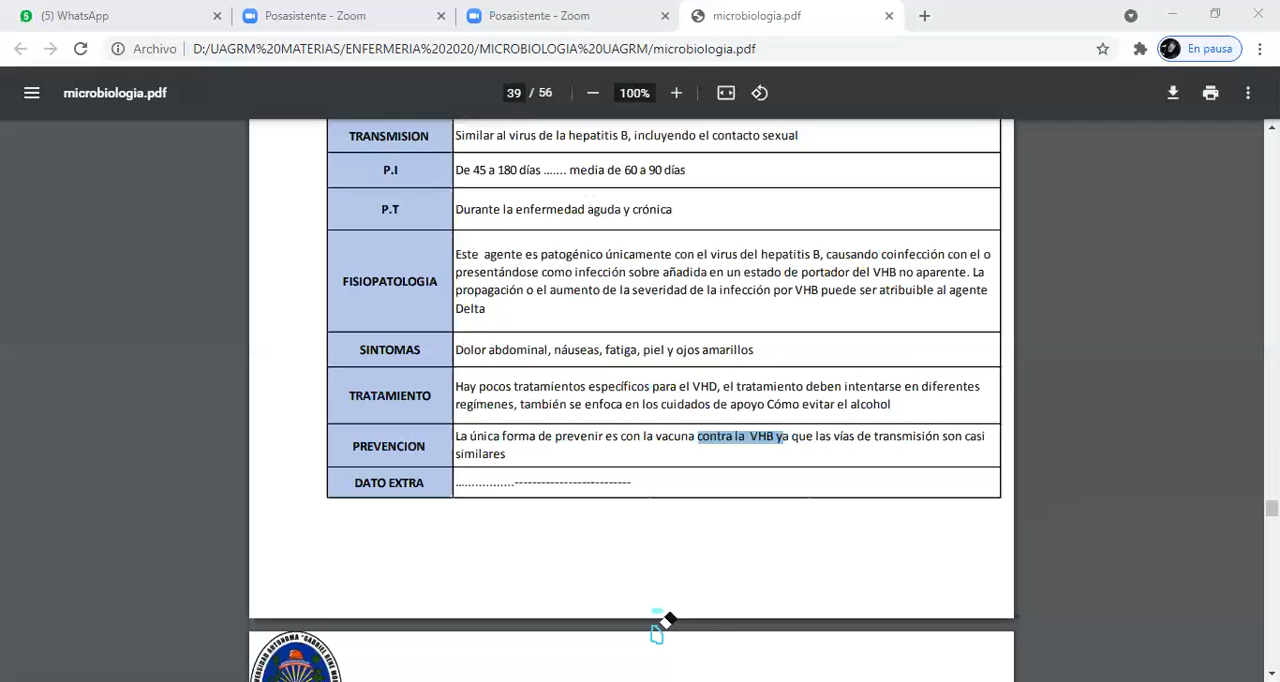 (5) WhatsApp
Posasistente - Zoom
Posasistente - Zoom
microbiologia.pdf
Archivo
D:/UAGRM%20MATERIAS/ENFERMERIA%202020/MICROBIOLOGIA%20UAGRM/microbiologia.pdf
En pausa
microbiologia.pdf
39 / 56
100%
TRANSMISION
Similar al virus de la hepatitis B, incluyendo el contacto sexual
P.I
De 45 a 180 días ....... media de 60 a 90 días
P.T
Durante la enfermedad aguda y crónica
FISIOPATOLOGIA
Este agente es patogénico únicamente con el virus del hepatitis B, causando coinfección con el o
presentándose como infección sobre añadida en un estado de portador del VHB no aparente. La
propagación o el aumento de la severidad de la infección por VHB puede ser atribuible al agente
Delta
SINTOMAS
Dolor abdominal, náuseas, fatiga, piel y ojos amarillos
TRATAMIENTO
Hay pocos tratamientos específicos para el VHD, el tratamiento deben intentarse en diferentes
regímenes, también se enfoca en los cuidados de apoyo Cómo evitar el alcohol
PREVENCION
La única forma de prevenir es con la vacuna contra la VHB ya que las vías de transmisión son casi
similares
DATO EXTRA
................--------------------------